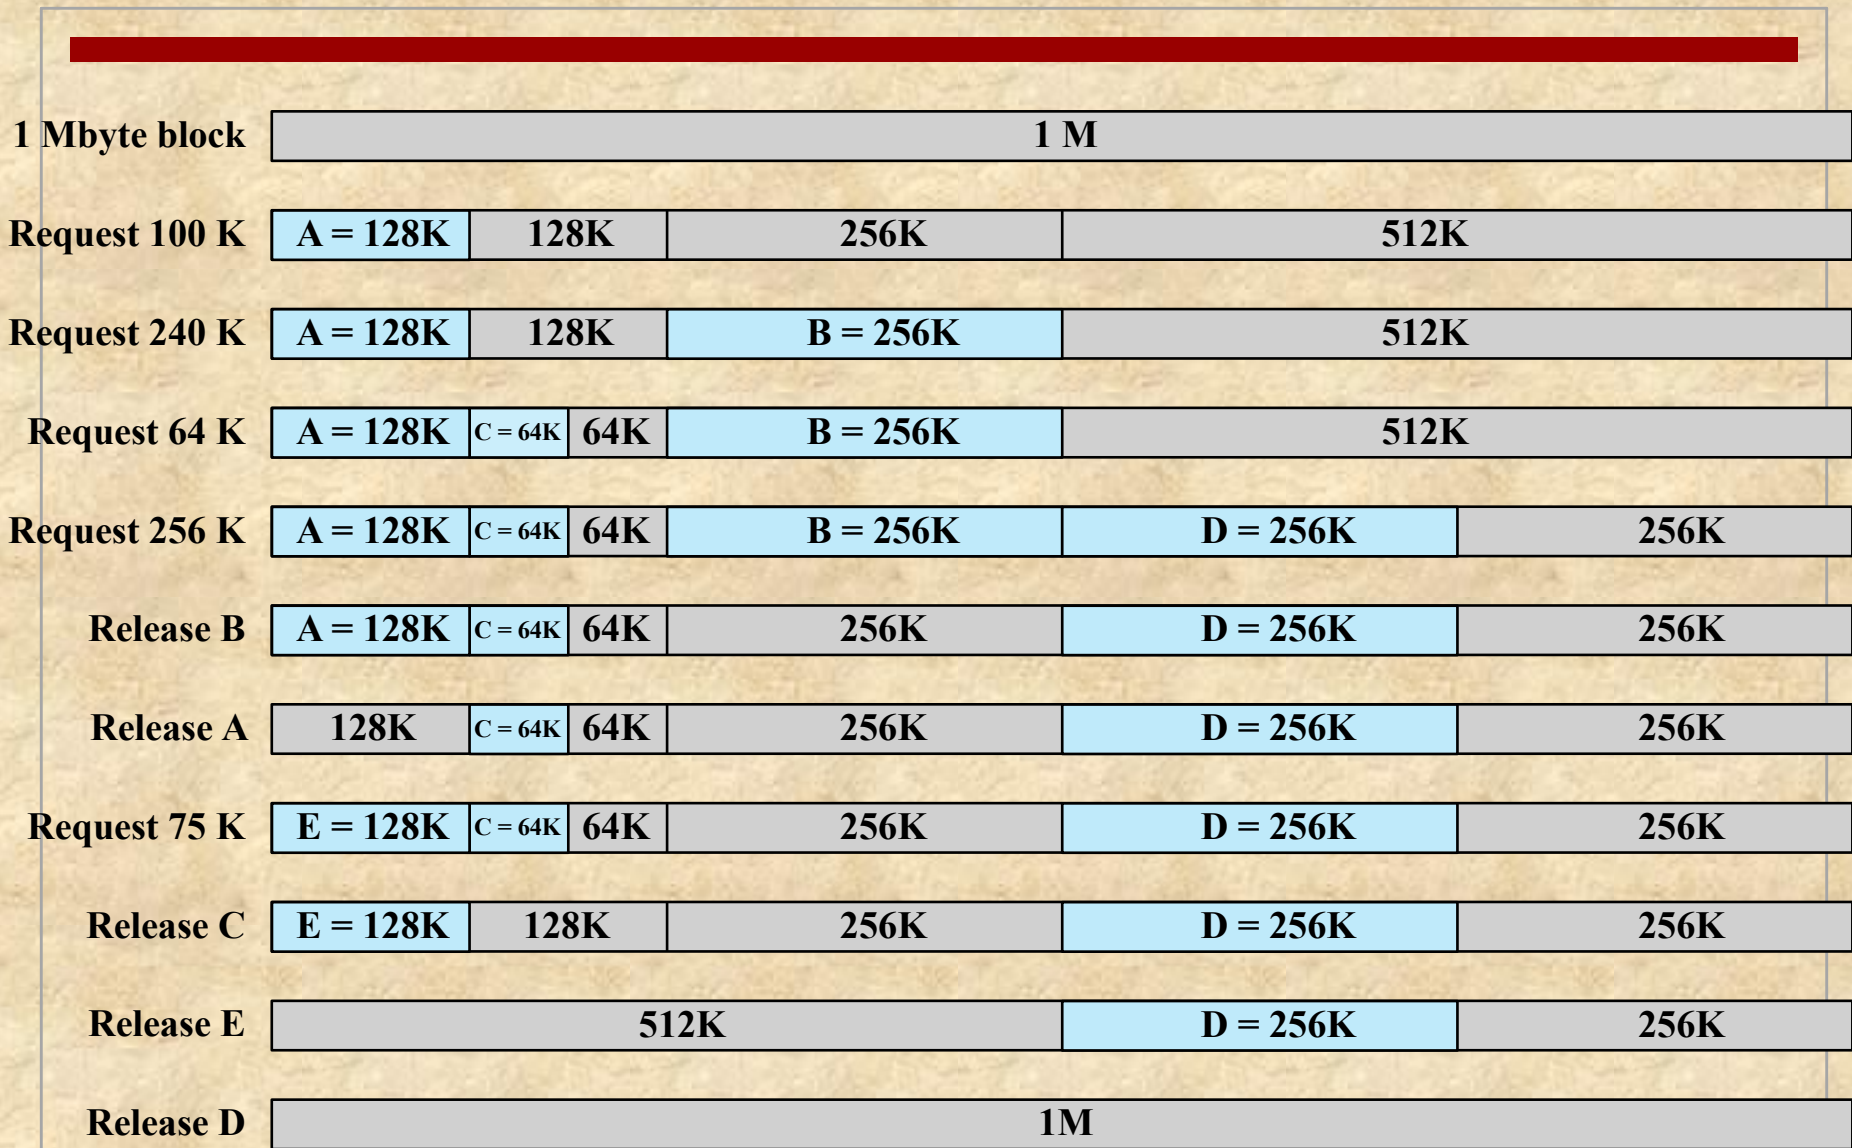 1 Mbyte block 1 M
Request 100 K A = 128K 128K 256K 512K
Request 240 K A = 128K 128K B = 256K 512K
Request 64 K A = 128K C = 64K 64K B = 256K 512K
Request 256 K A = 128K C = 64K 64K B = 256K D = 256K 256K
Release B A = 128K C = 64K 64K 256K D = 256K 256K
Release A 128K C = 64K 64K 256K D = 256K 256K
Request 75 K E = 128K C = 64K 64K 256K D = 256K 256K
Release C E = 128K 128K 256K D = 256K 256K
Release E 512K D = 256K 256K
Release D 1M